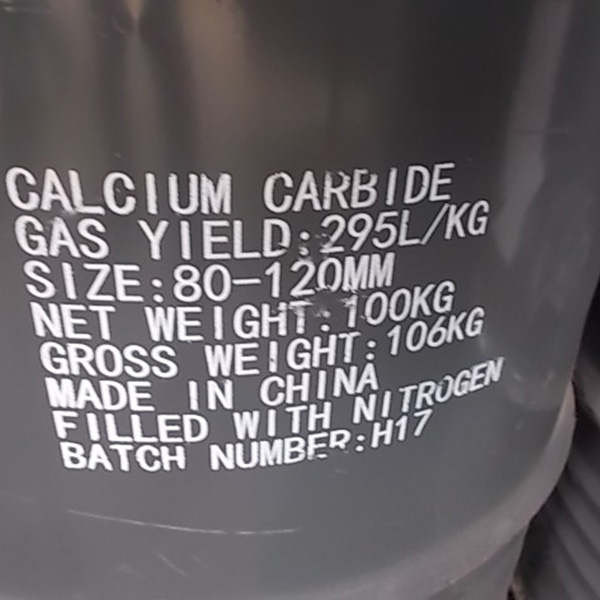 CALCIUM CARBIDE
GAS YIELD:295L/KG
SIZE:80-120MM
NET WEIGHT:100KG
GROSS WEIGHT:106KG
MADE IN CHINA
FILLED WITH NITROGEN
BATCH NUMBER:H17